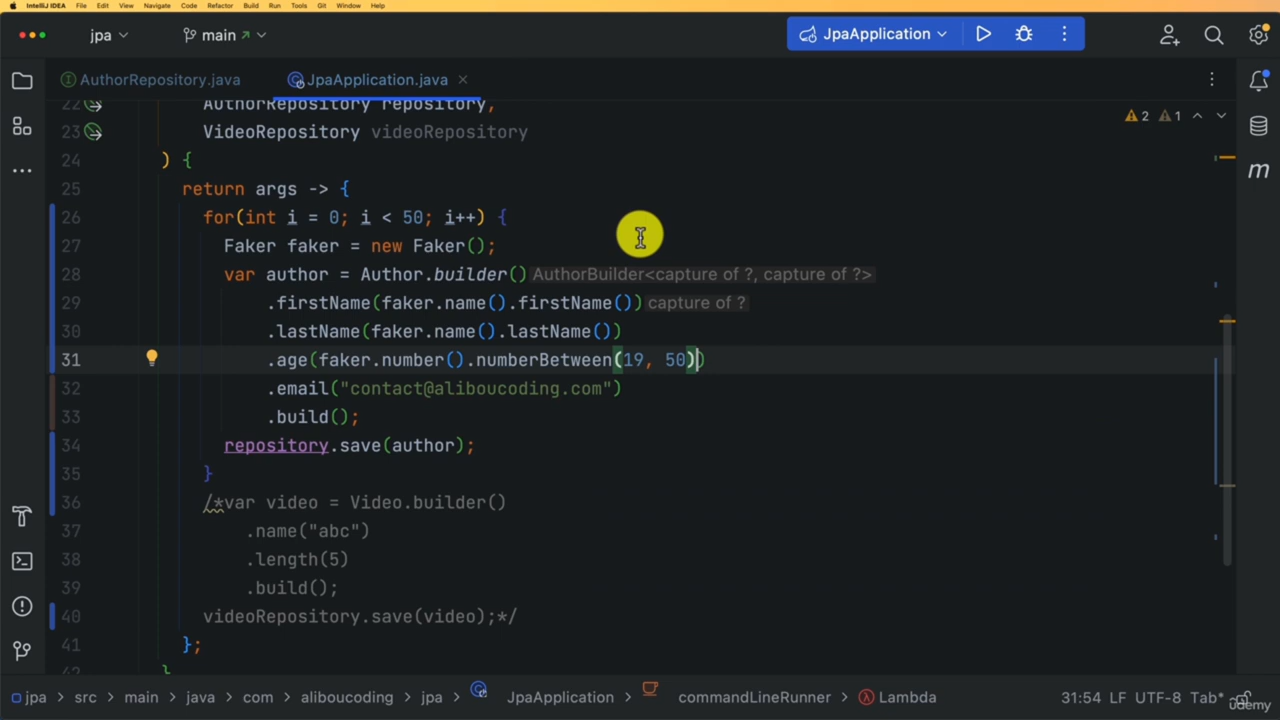 IntelliJ IDEA File Edit View Navigate Code Refactor Build Run Tools Git Window Help
jpa main JpaApplication
AuthorRepository.java JpaApplication.java
22 AuthorRepository repository,
23 VideoRepository videoRepository
2 1
24 ) {
25 return args -> {
26 for(int i = 0; i < 50; i++) {
27 Faker faker = new Faker();
28 var author = Author.builder() AuthorBuilder<capture of ?, capture of ?>
29 .firstName(faker.name().firstName()) capture of ?
30 .lastName(faker.name().lastName())
31 .age(faker.number().numberBetween(19, 50))
32 .email("contact@aliboucoding.com")
33 .build();
34 repository.save(author);
35 }
36 /*var video = Video.builder()
37 .name("abc")
38 .length(5)
39 .build();
40 videoRepository.save(video);*/
41 };
42 }
jpa > src > main > java > com > aliboucoding > jpa > JpaApplication > commandLineRunner > Lambda 31:54 LF UTF-8 Tab*
udemy